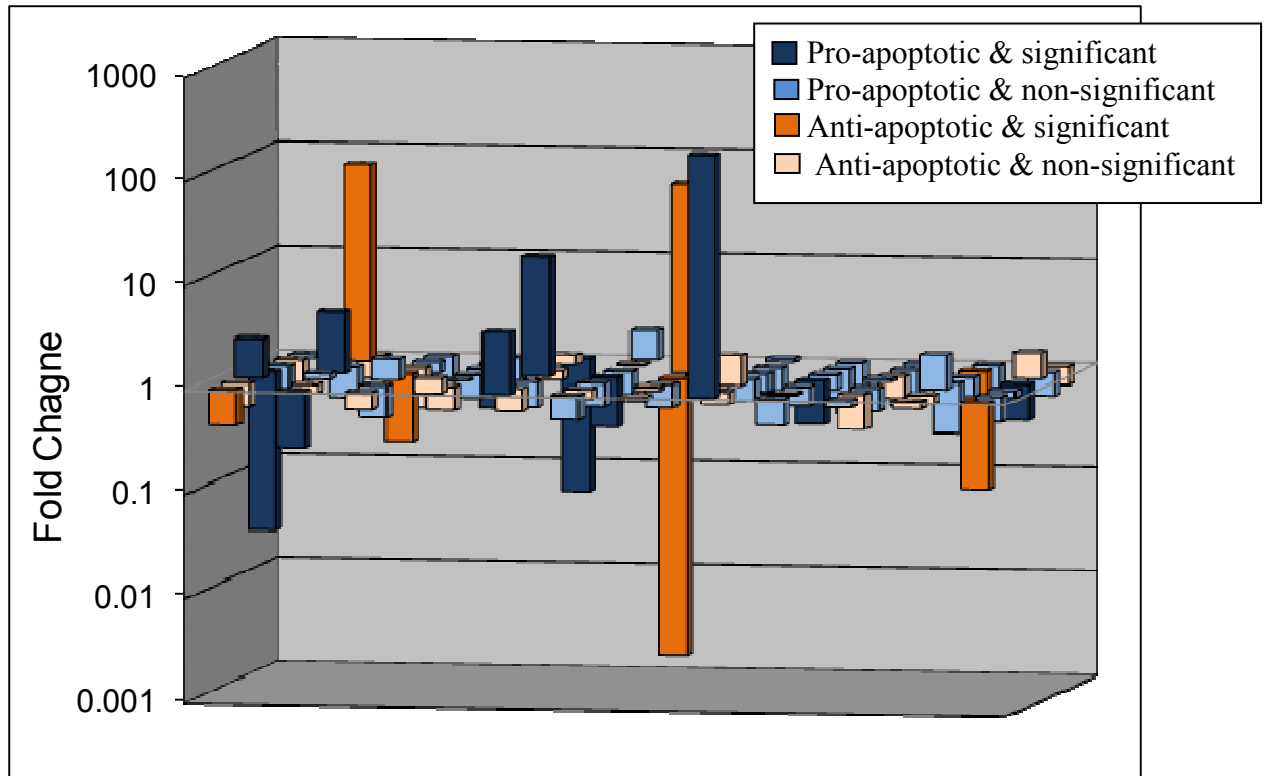 Pro-apoptotic & significant
Pro-apoptotic & non-significant
Anti-apoptotic & significant
Anti-apoptotic & non-significant
1000
100
10
1
0.1
0.01
0.001
Fold Chagne